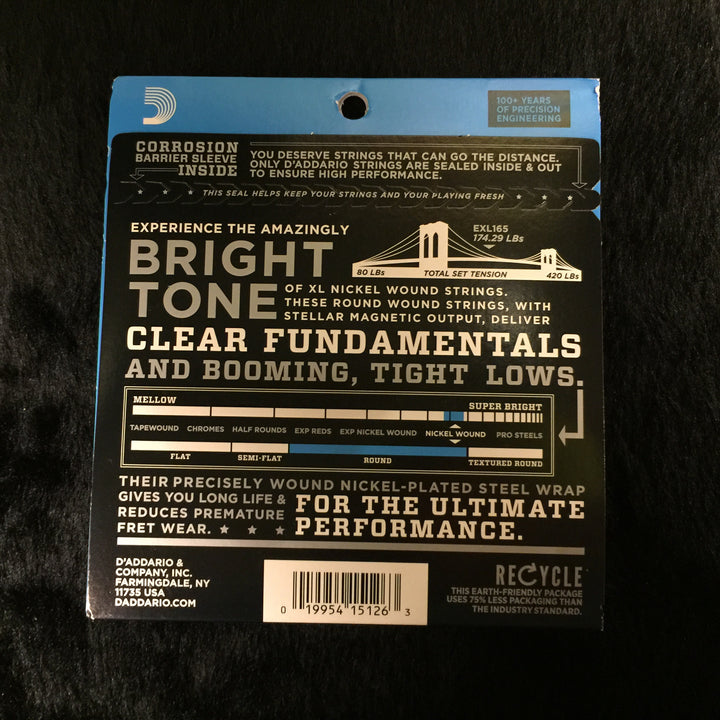 100+ YEARS
OF PRECISION
ENGINEERING
CORROSION
BARRIER SLEEVE
INSIDE
YOU DESERVE STRINGS THAT CAN GO THE DISTANCE.
ONLY D'ADDARIO STRINGS ARE SEALED INSIDE & OUT
TO ENSURE HIGH PERFORMANCE.
THIS SEAL HELPS KEEP YOUR STRINGS AND YOUR PLAYING FRESH
EXPERIENCE THE AMAZINGLY
BRIGHT
TONE
EXL165
174.29 LBs
80 LBs
TOTAL SET TENSION
420 LBs
OF XL NICKEL WOUND STRINGS.
THESE ROUND WOUND STRINGS, WITH
STELLAR MAGNETIC OUTPUT, DELIVER
CLEAR FUNDAMENTALS
AND BOOMING, TIGHT LOWS.
MELLOW SUPER BRIGHT
TAPEWOUND CHROMES HALF ROUNDS EXP REDS EXP NICKEL WOUND NICKEL WOUND PRO STEELS
FLAT SEMI-FLAT ROUND TEXTURED ROUND
THEIR PRECISELY WOUND NICKEL-PLATED STEEL WRAP
GIVES YOU LONG LIFE &
REDUCES PREMATURE
FRET WEAR.
FOR THE ULTIMATE
PERFORMANCE.
D'ADDARIO &
COMPANY, INC.
FARMINGDALE, NY
11735 USA
DADDARIO.COM
0 19954 15126 3
RECYCLE
THIS EARTH-FRIENDLY PACKAGE
USES 75% LESS PACKAGING THAN
THE INDUSTRY STANDARD.